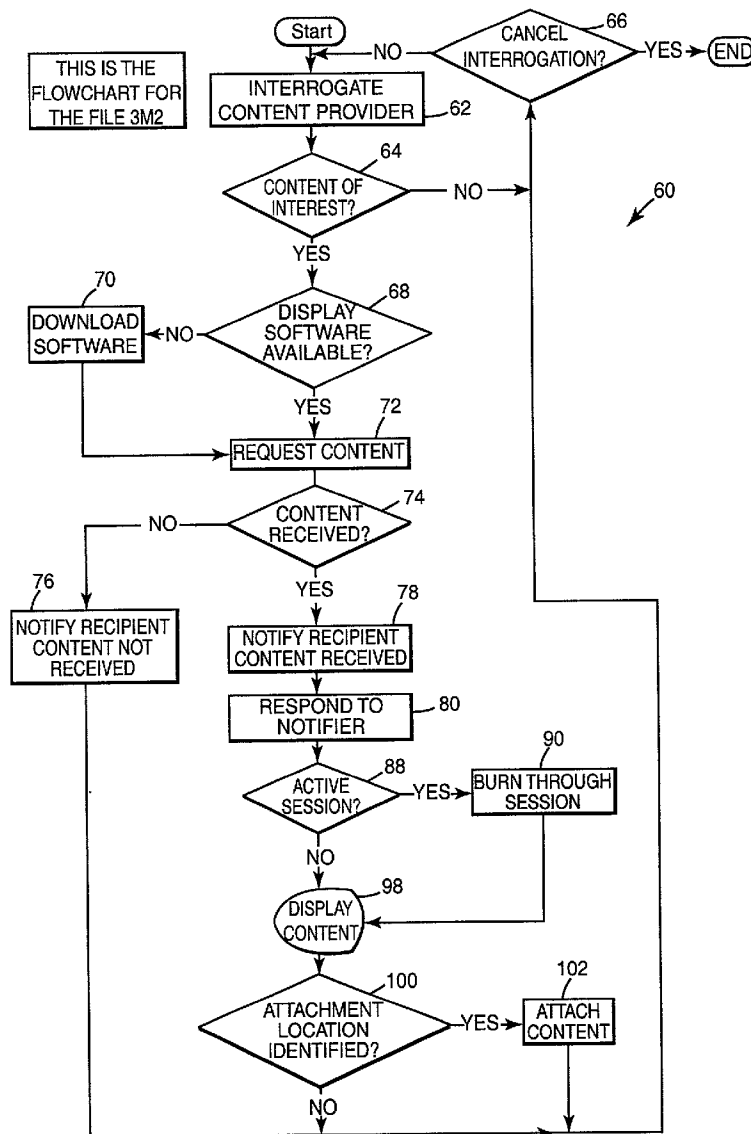 Start
NO
CANCEL
INTERROGATION?
66
YES
END
THIS IS THE
FLOWCHART FOR
THE FILE 3M2
INTERROGATE
CONTENT PROVIDER
62
64
CONTENT OF
INTEREST?
NO
60
YES
70
68
DOWNLOAD
SOFTWARE
NO
DISPLAY
SOFTWARE
AVAILABLE?
YES
72
REQUEST CONTENT
74
NO
CONTENT
RECEIVED?
YES
76
78
NOTIFY RECIPIENT
CONTENT NOT
RECEIVED
NOTIFY RECIPIENT
CONTENT RECEIVED
RESPOND TO
NOTIFIER
80
88
90
ACTIVE
SESSION?
YES
BURN THROUGH
SESSION
NO
98
DISPLAY
CONTENT
100
102
ATTACHMENT
LOCATION
IDENTIFIED?
YES
ATTACH
CONTENT
NO